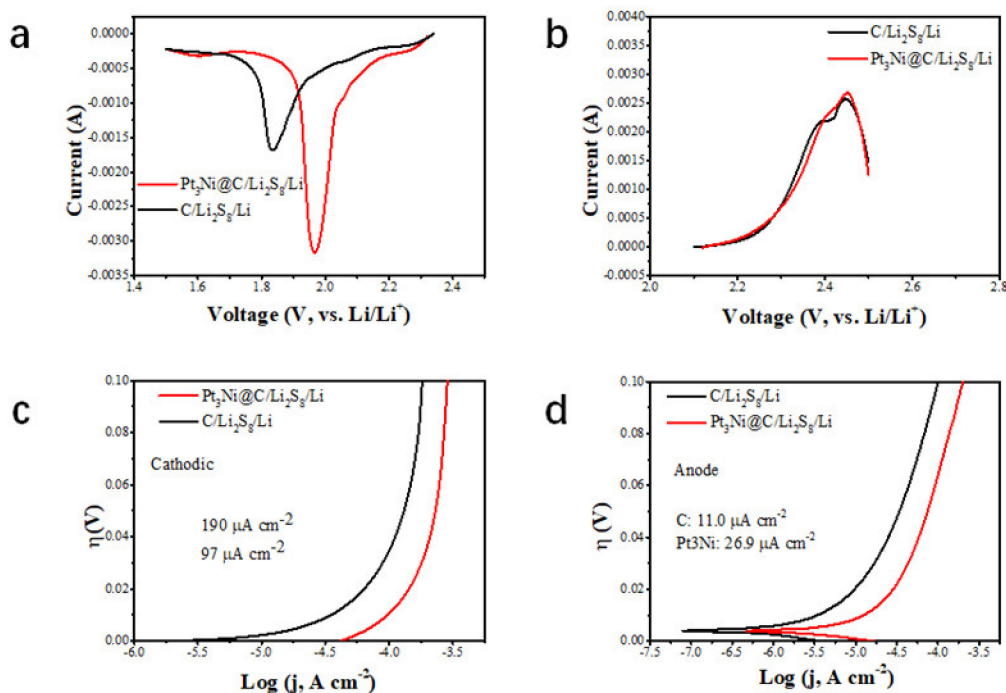 a
0.0000
-0.0005
-0.0010
-0.0015
-0.0020
-0.0025
-0.0030
-0.0035
Current (A)
Pt₃Ni@C/Li₂S₈/Li
C/Li₂S₈/Li
1.4 1.6 1.8 2.0 2.2 2.4
Voltage (V, vs. Li/Li⁺)
b
0.0040
0.0035
0.0030
0.0025
0.0020
0.0015
0.0010
0.0005
0.0000
-0.0005
Current (A)
C/Li₂S₈/Li
Pt₃Ni@C/Li₂S₈/Li
2.0 2.2 2.4 2.6 2.8
Voltage (V, vs. Li/Li⁺)
c
0.10
0.08
0.06
0.04
0.02
0.00
η(V)
Pt₃Ni@C/Li₂S₈/Li
C/Li₂S₈/Li
Cathodic
190 μA cm⁻²
97 μA cm⁻²
-6.0 -5.5 -5.0 -4.5 -4.0 -3.5
Log (j, A cm⁻²)
d
0.10
0.08
0.06
0.04
0.02
0.00
η (V)
C/Li₂S₈/Li
Pt₃Ni@C/Li₂S₈/Li
Anode
C: 11.0 μA cm⁻²
Pt3Ni: 26.9 μA cm⁻²
-7.5 -7.0 -6.5 -6.0 -5.5 -5.0 -4.5 -4.0 -3.5
Log (j, A cm⁻²)